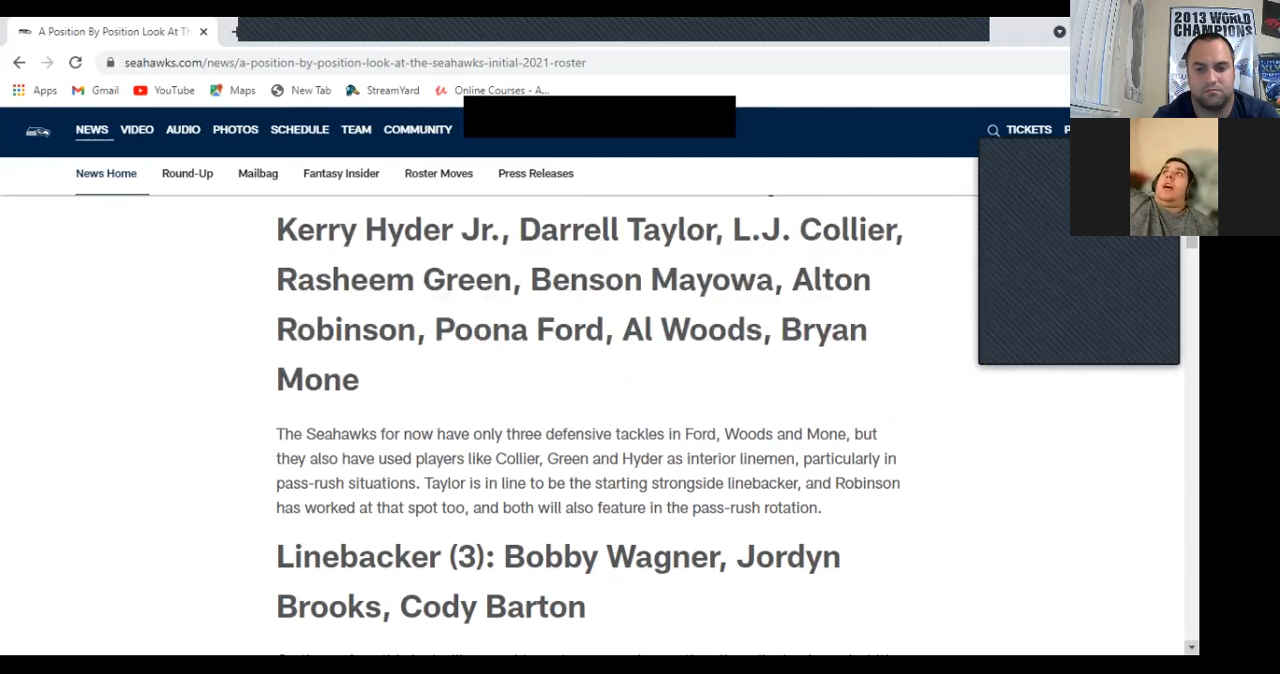 A Position By Position Look At Th
seahawks.com/news/a-position-by-position-look-at-the-seahawks-initial-2021-roster
Apps Gmail YouTube Maps New Tab StreamYard Online Courses - A...
NEWS VIDEO AUDIO PHOTOS SCHEDULE TEAM COMMUNITY TICKETS
News Home Round-Up Mailbag Fantasy Insider Roster Moves Press Releases
Kerry Hyder Jr., Darrell Taylor, L.J. Collier,
Rasheem Green, Benson Mayowa, Alton
Robinson, Poona Ford, Al Woods, Bryan
Mone
The Seahawks for now have only three defensive tackles in Ford, Woods and Mone, but
they also have used players like Collier, Green and Hyder as interior linemen, particularly in
pass-rush situations. Taylor is in line to be the starting strongside linebacker, and Robinson
has worked at that spot too, and both will also feature in the pass-rush rotation.
Linebacker (3): Bobby Wagner, Jordyn
Brooks, Cody Barton
2013 WORLD
CHAMPIONS